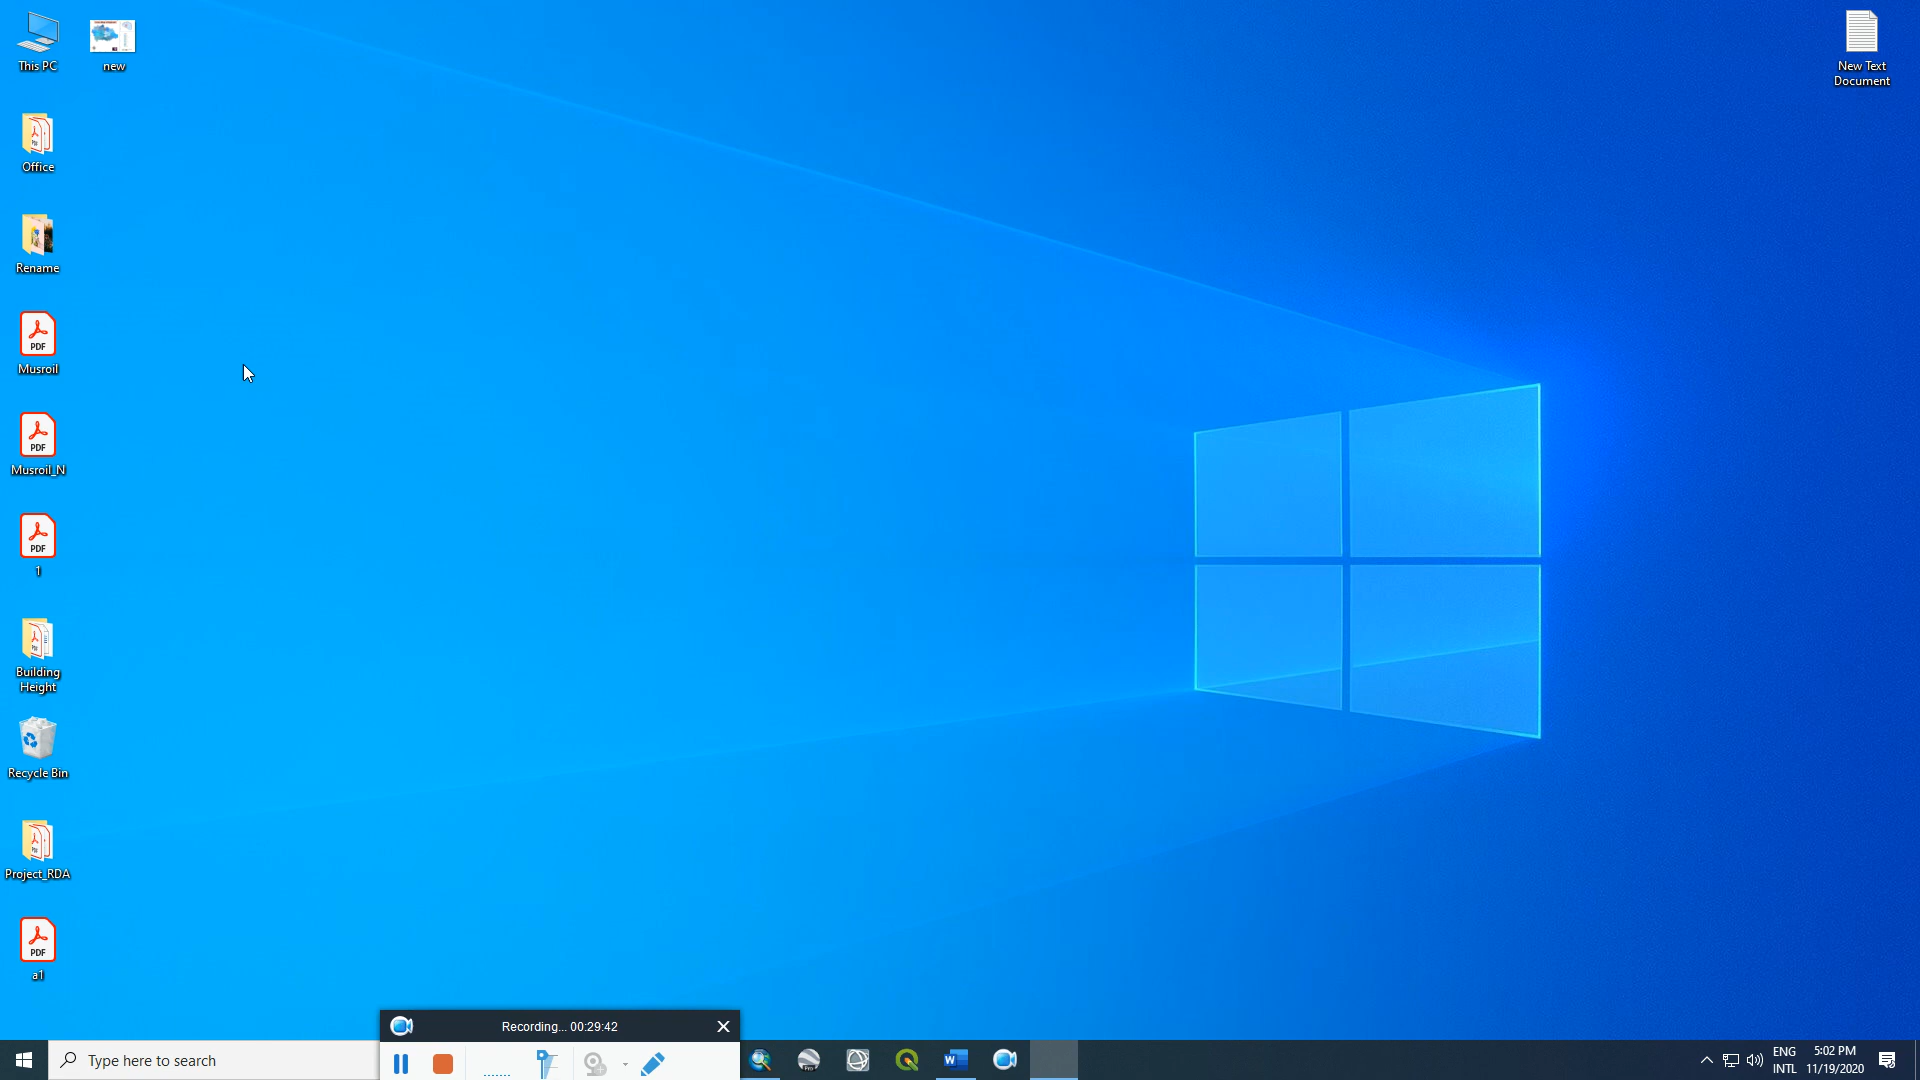 This PC
new
New Text
Document
Office
Rename
PDF
Musroil
PDF
Musroil_N
PDF
1
Building
Height
Recycle Bin
Project_RDA
PDF
a1
Recording... 00:29:42
Type here to search
ENG
INTL
5:02 PM
11/19/2020